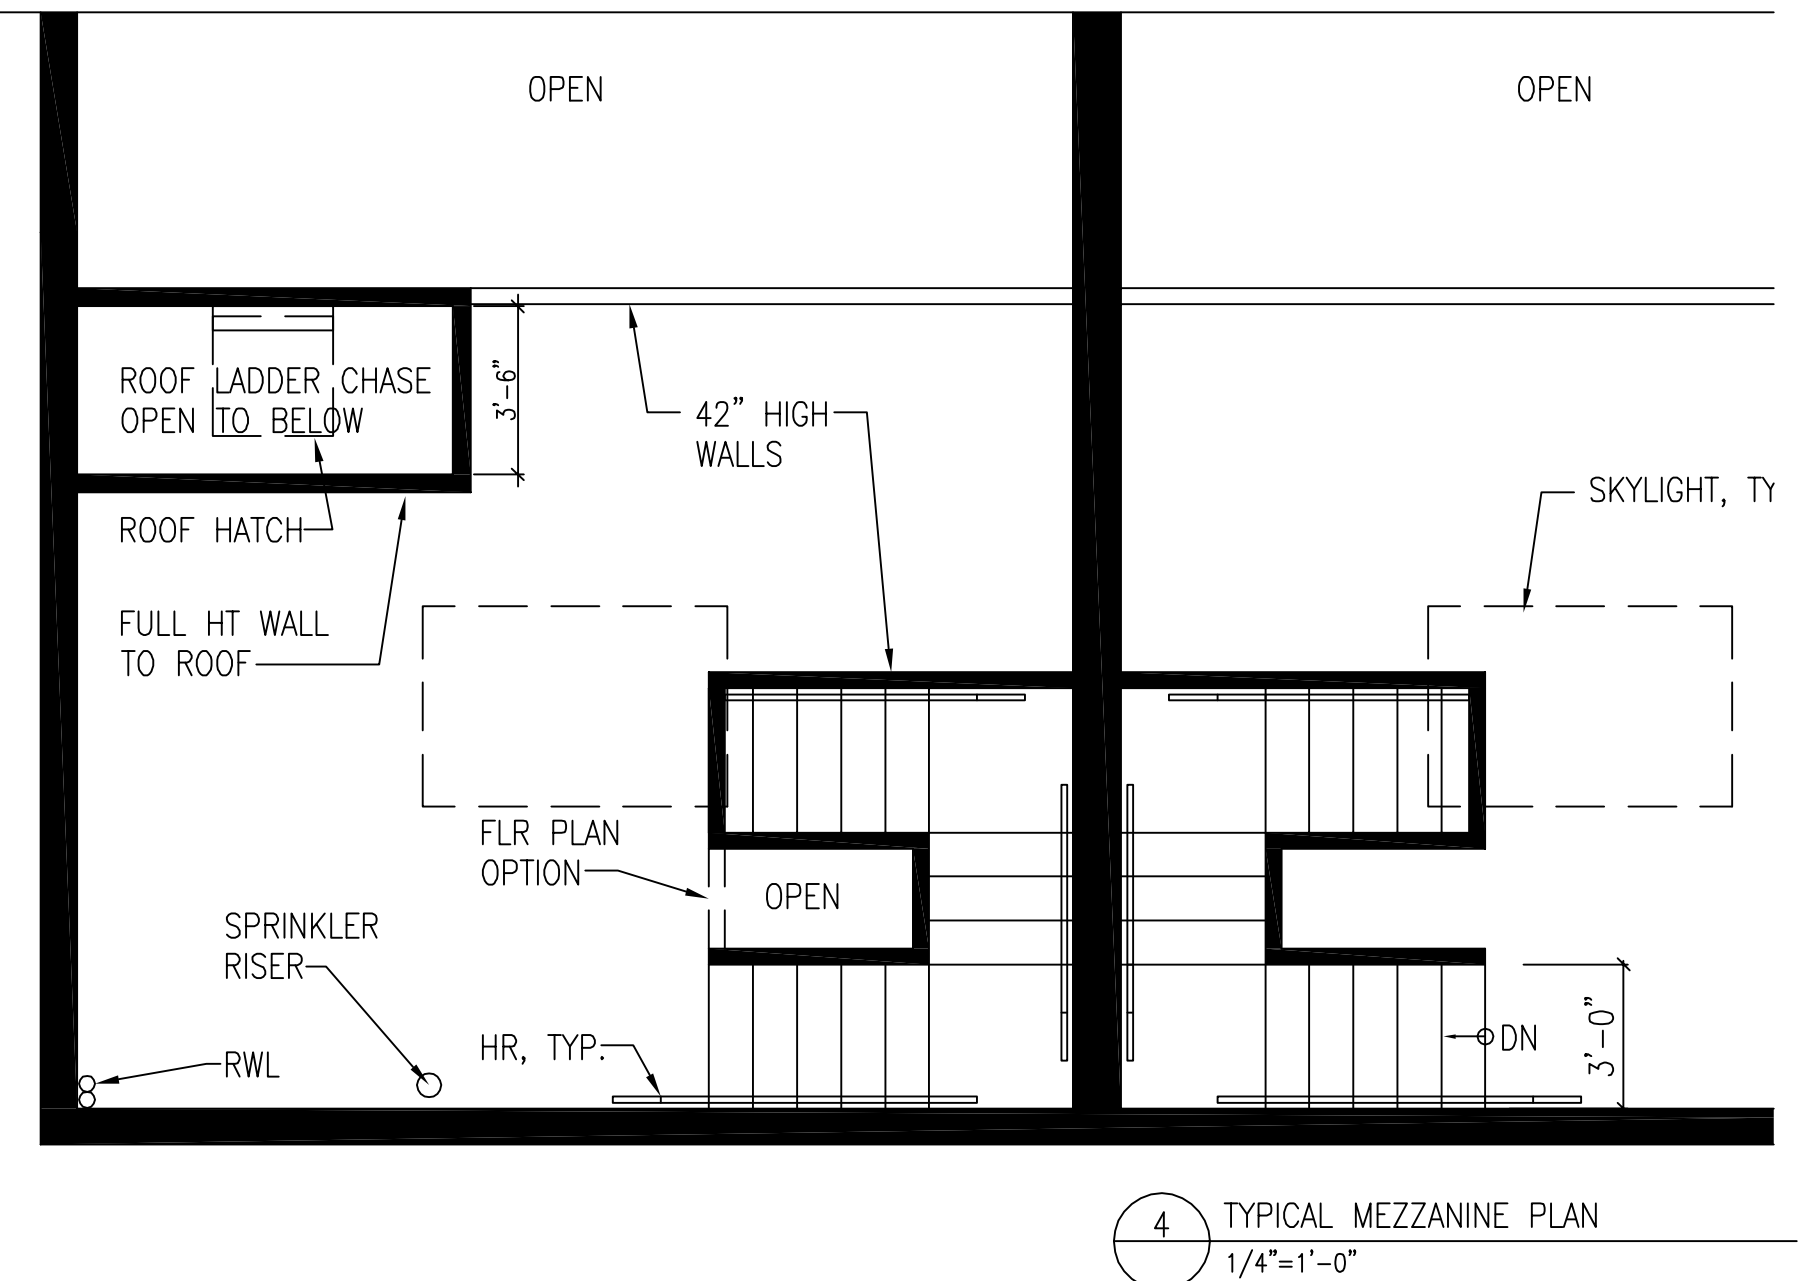 OPEN
OPEN
ROOF LADDER CHASE
OPEN TO BELOW
3'-6"
42" HIGH
WALLS
SKYLIGHT, TY
ROOF HATCH
FULL HT WALL
TO ROOF
FLR PLAN
OPTION
OPEN
SPRINKLER
RISER
HR, TYP.
RWL
DN
3'-0"
4
TYPICAL MEZZANINE PLAN
1/4"=1'-0"